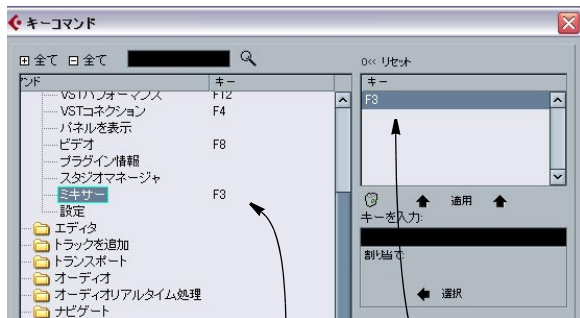 キーコマンド
全て 全て
0<< リセット
キー
キー
VSTパフォーマンス F12
VSTコネクション F4
パネルを表示
ビデオ F8
プラグイン情報
スタジオマネージャ
ミキサー F3
設定
エディタ
トラックを追加
トランスポート
オーディオ
オーディオリアルタイム処理
ナビゲート
F3
適用
キーを入力:
割り当て:
選択